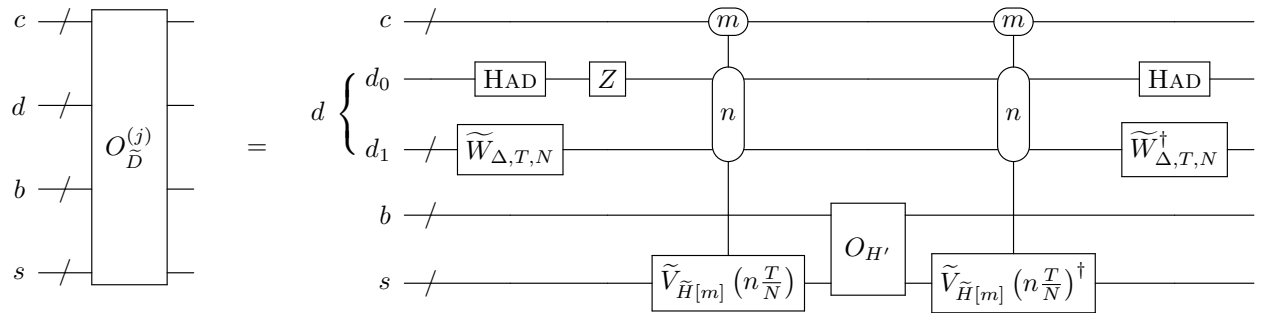 c d b s O_{\widetilde{D}}^{(j)} =
c m m
d { d_0 HAD Z n n HAD
d_1 \widetilde{W}_{\Delta,T,N} \widetilde{W}_{\Delta,T,N}^{\dagger}
b O_{H'}
s \widetilde{V}_{\widetilde{H}[m]} \left(n\frac{T}{N}\right) \widetilde{V}_{\widetilde{H}[m]} \left(n\frac{T}{N}\right)^{\dagger}